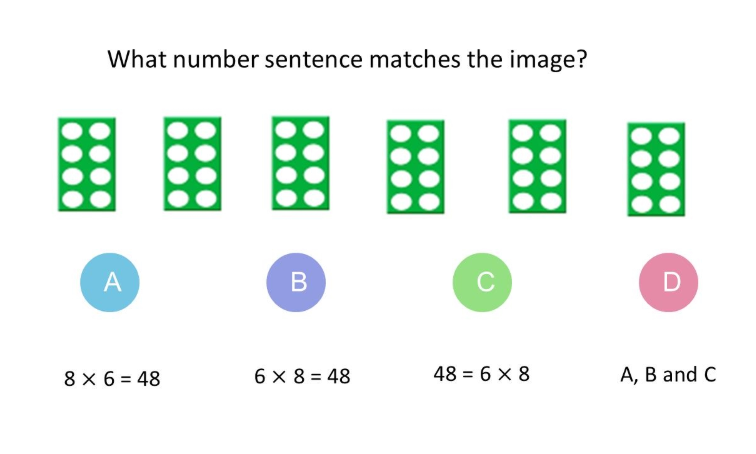 What number sentence matches the image?
A B C D
8 × 6 = 48 6 × 8 = 48 48 = 6 × 8 A, B and C